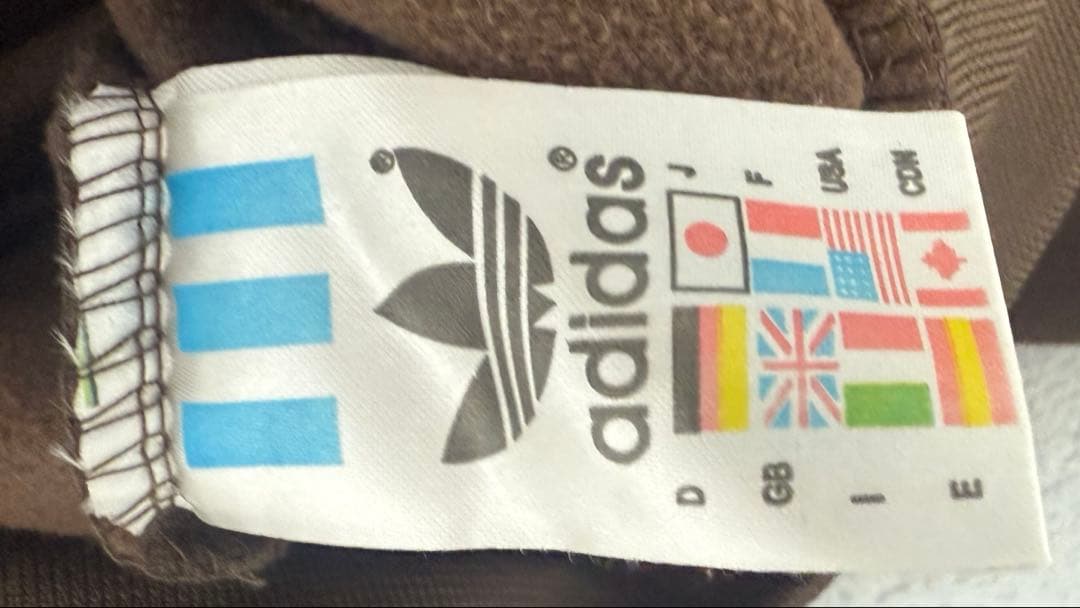 ®
adidas®
D J
GB F
I USA
E CDN